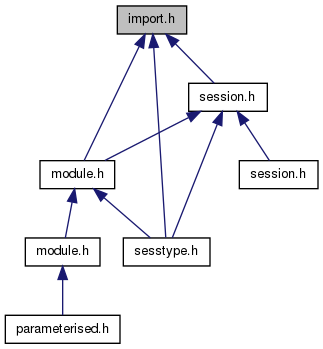 import.h
session.h
module.h
session.h
module.h
sesstype.h
parameterised.h